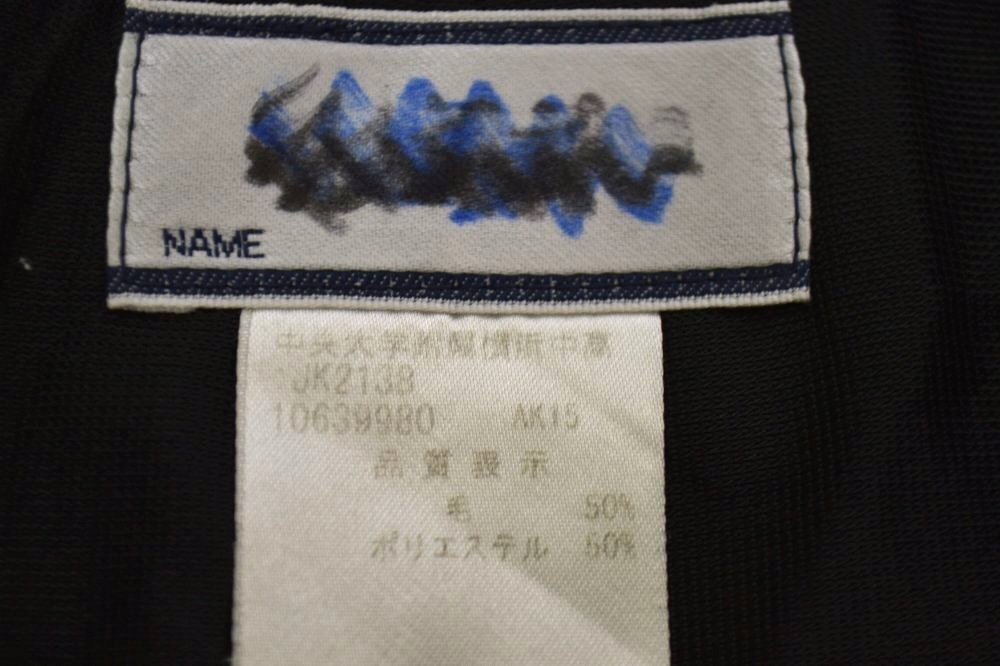 NAME
中央大学附属横浜中高
JK2138
10639980 AK15
品質表示
毛 50%
ポリエステル 50%